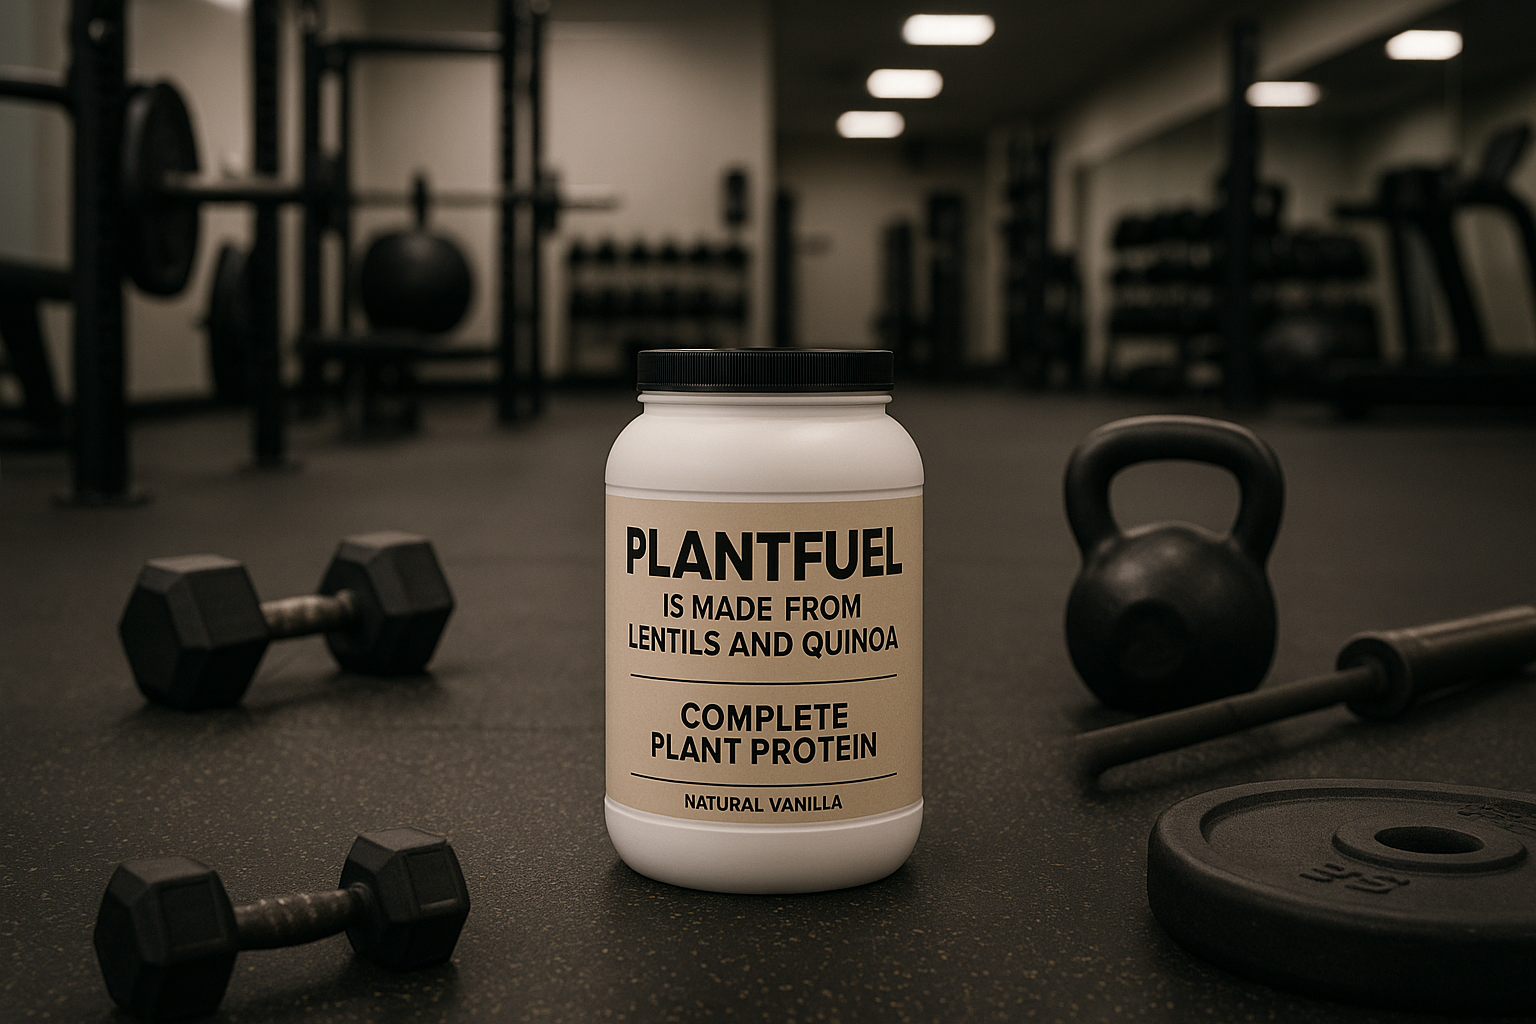 PLANTFUEL
IS MADE FROM
LENTILS AND QUINOA
COMPLETE
PLANT PROTEIN
NATURAL VANILLA